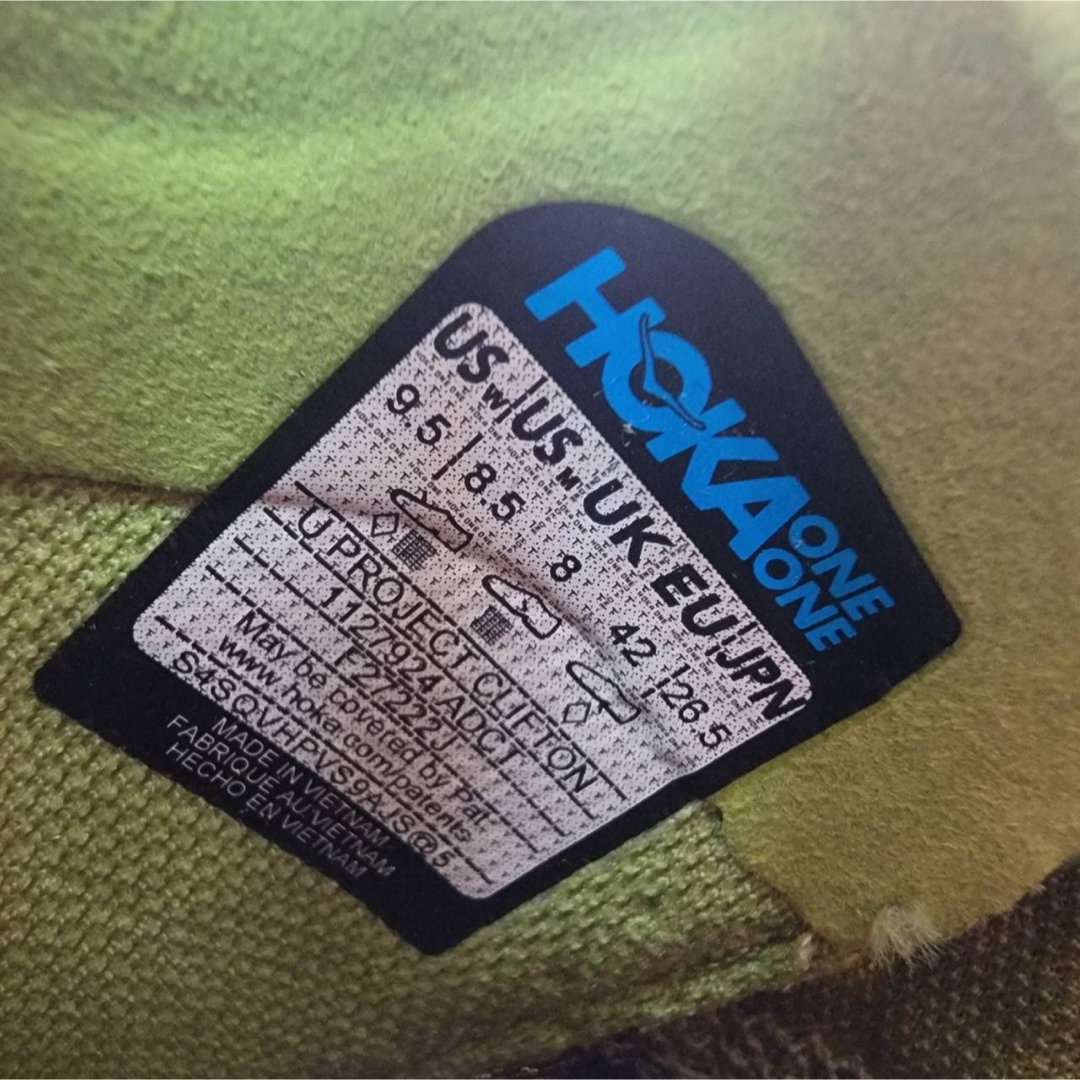 HOKA ONE ONE
US W US M UK EU JPN
9.5 8.5 8 42 26.5
U PROJECT CLIFTON
1127924 ADCT
F27222J
May be covered by Pat
www.hoka.com/patents
S4SQVHPVS9AJS@5
MADE IN VIETNAM
FABRIQUE AU VIETNAM
HECHO EN VIETNAM